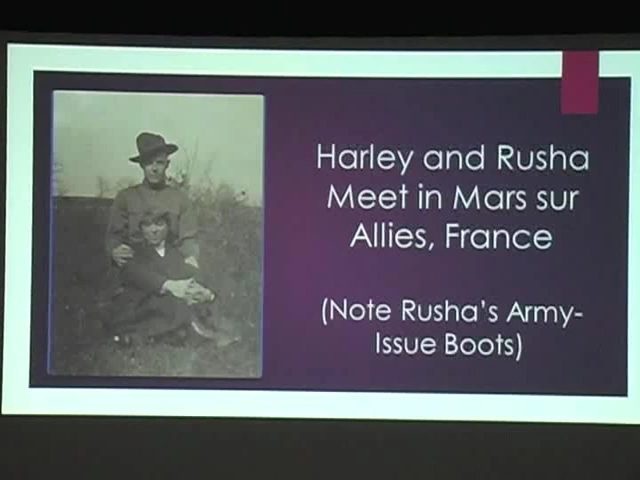 Harley and Rusha
Meet in Mars sur
Allies, France
(Note Rusha's Army-
Issue Boots)